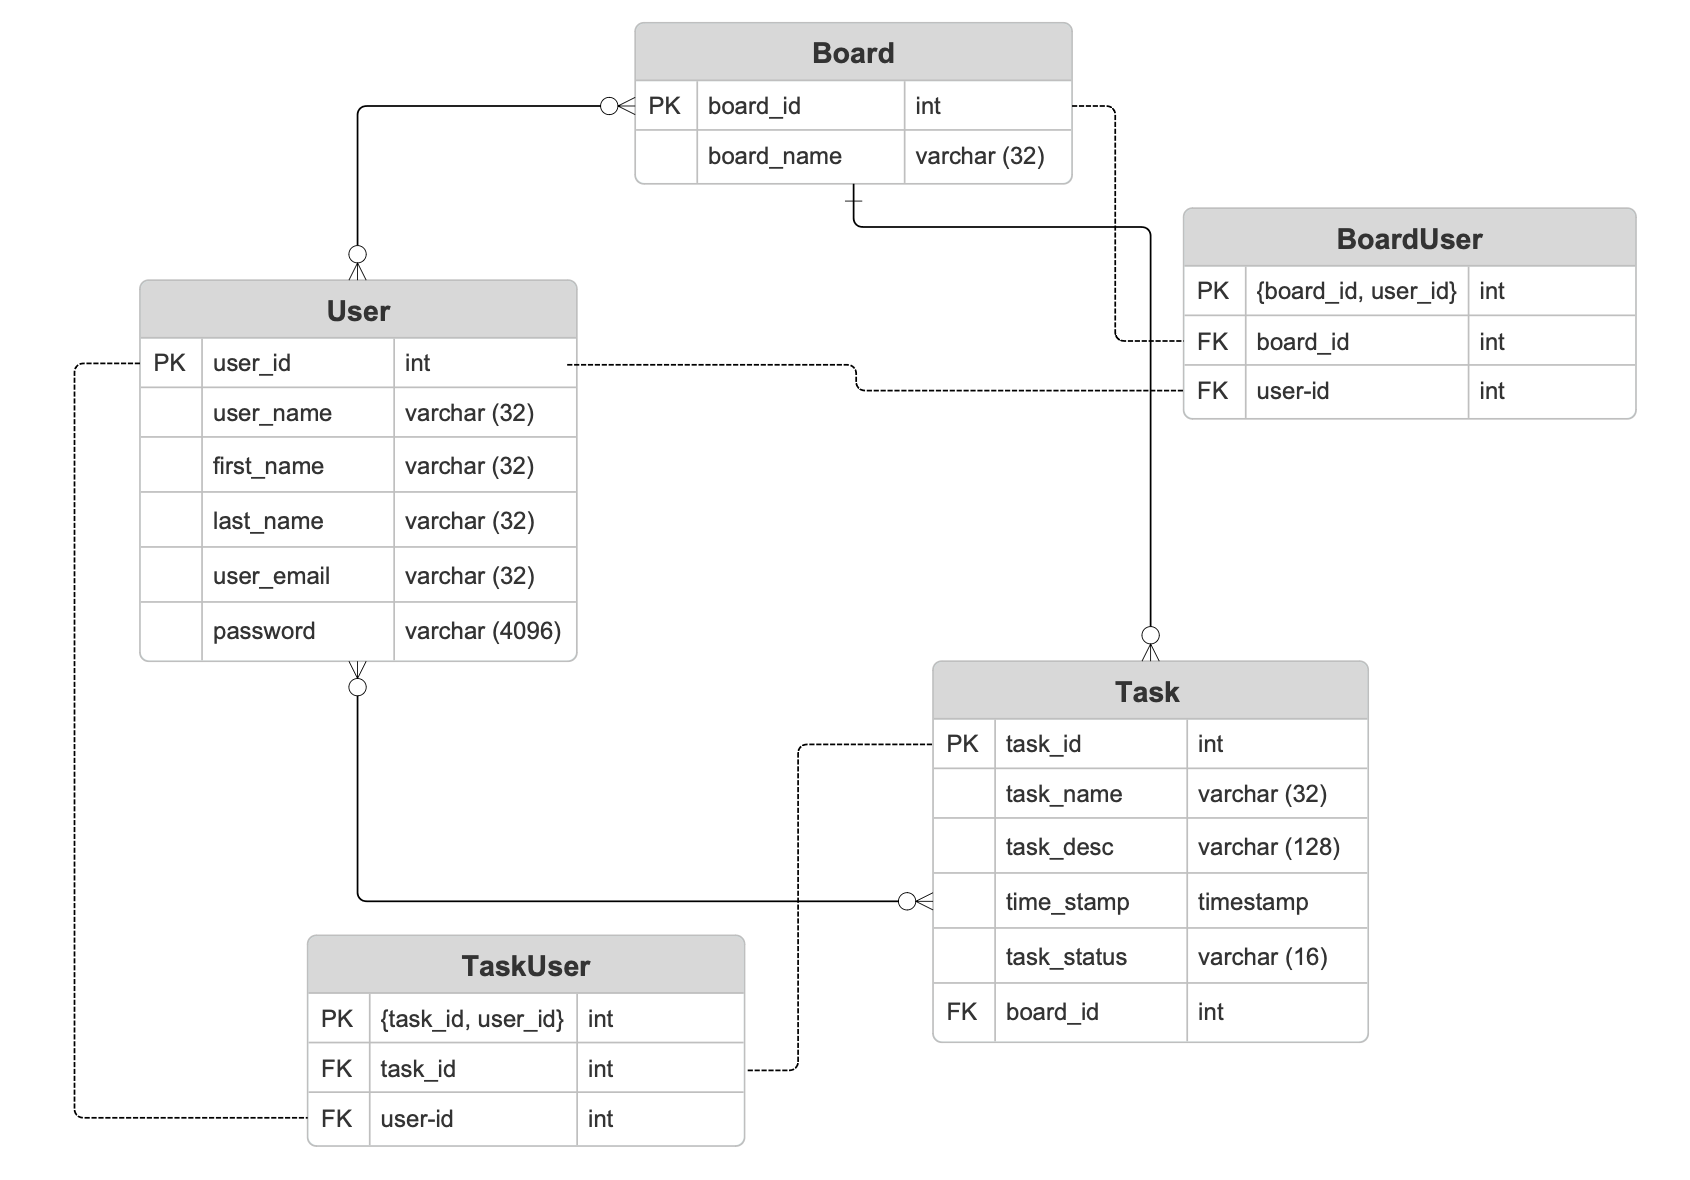 Board
PK board_id int
board_name varchar (32)
BoardUser
PK {board_id, user_id} int
FK board_id int
FK user-id int
User
PK user_id int
user_name varchar (32)
first_name varchar (32)
last_name varchar (32)
user_email varchar (32)
password varchar (4096)
Task
PK task_id int
task_name varchar (32)
task_desc varchar (128)
time_stamp timestamp
task_status varchar (16)
FK board_id int
TaskUser
PK {task_id, user_id} int
FK task_id int
FK user-id int